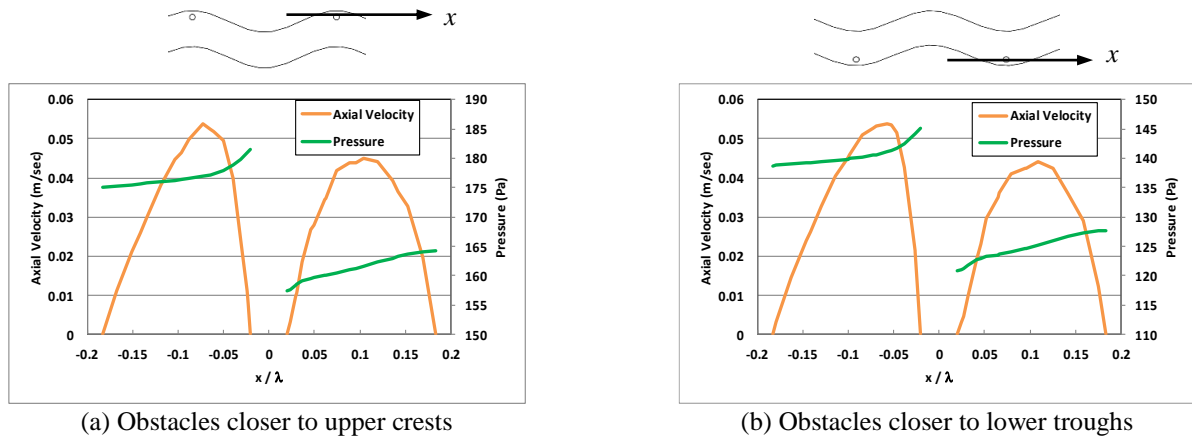 x
x
0.06
0.05
0.04
0.03
0.02
0.01
0
Axial Velocity (m/sec)
Axial Velocity
Pressure
190
185
180
175
170
165
160
155
150
Pressure (Pa)
-0.2 -0.15 -0.1 -0.05 0 0.05 0.1 0.15 0.2
x / λ
(a) Obstacles closer to upper crests
0.06
0.05
0.04
0.03
0.02
0.01
0
Axial Velocity (m/sec)
Axial Velocity
Pressure
150
145
140
135
130
125
120
115
110
Pressure (Pa)
-0.2 -0.15 -0.1 -0.05 0 0.05 0.1 0.15 0.2
x / λ
(b) Obstacles closer to lower troughs